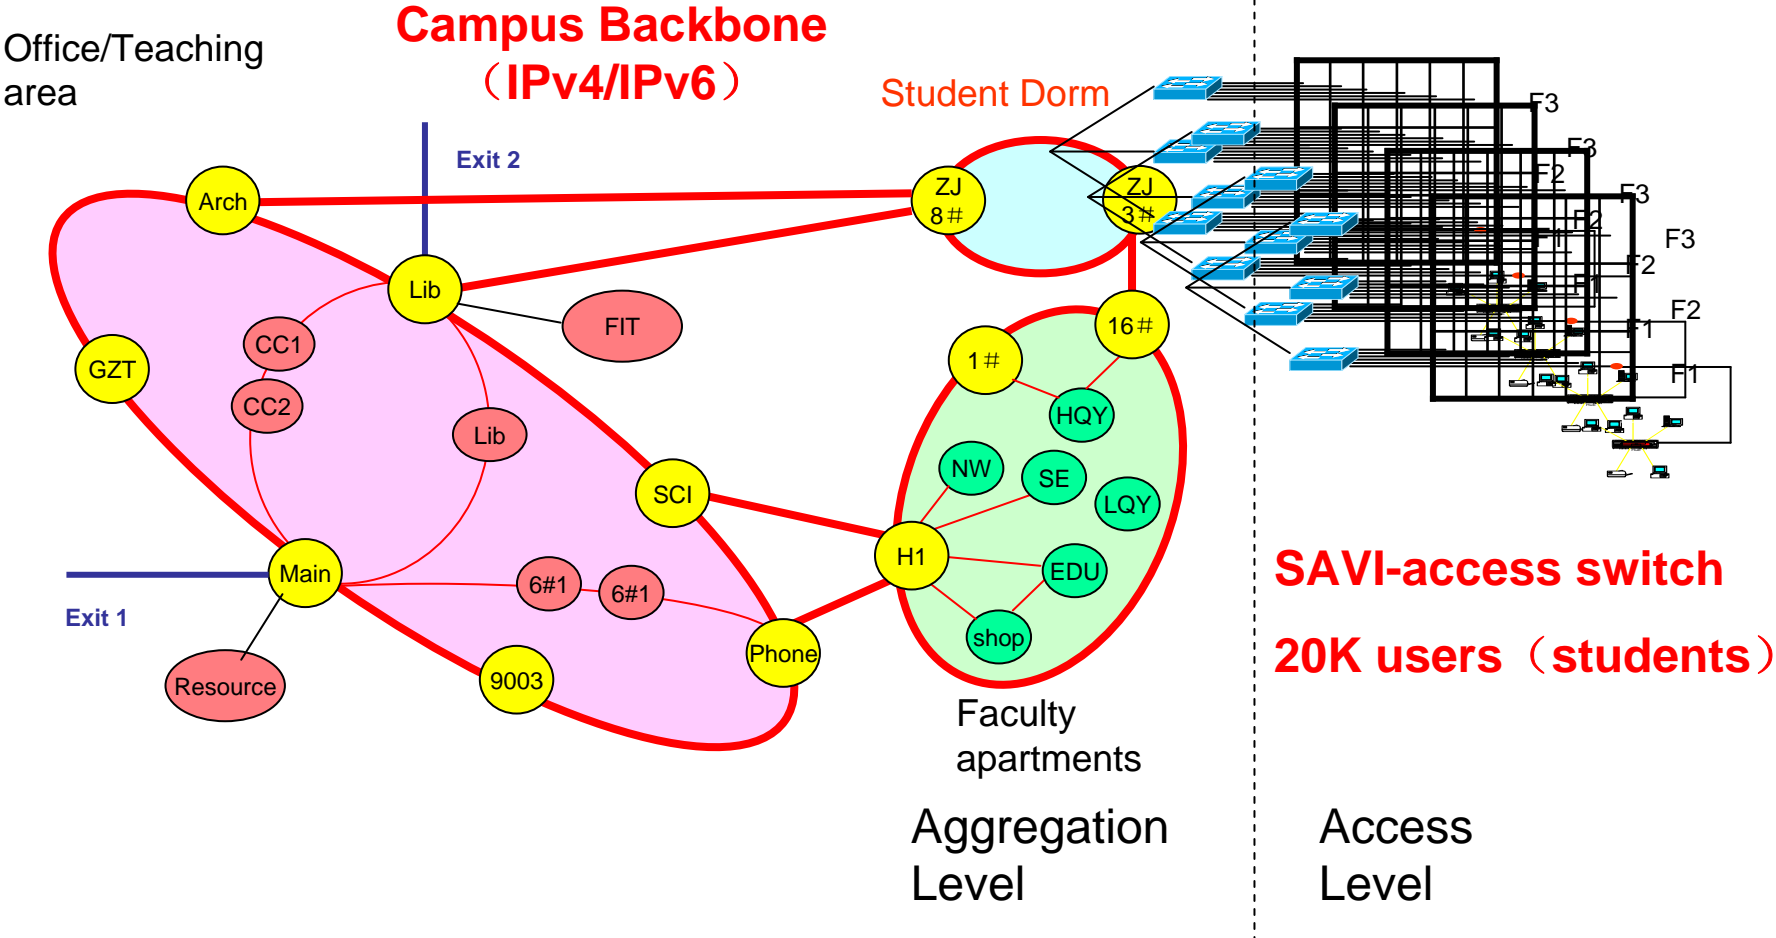 Campus Backbone
（IPv4/IPv6）
Office/Teaching
area
Student Dorm
Exit 2
Arch
ZJ
8＃
ZJ
3＃
Lib
FIT
CC1
CC2
GZT
Lib
16＃
1＃
HQY
NW
SE
LQY
SCI
H1
EDU
shop
Main
Exit 1
6#1
6#1
Phone
9003
Resource
Faculty
apartments
Aggregation
Level
F3
F3
F2
F3
F2
F1
F3
F2
F1
F2
F1
F1
SAVI-access switch
20K users（students）
Access
Level